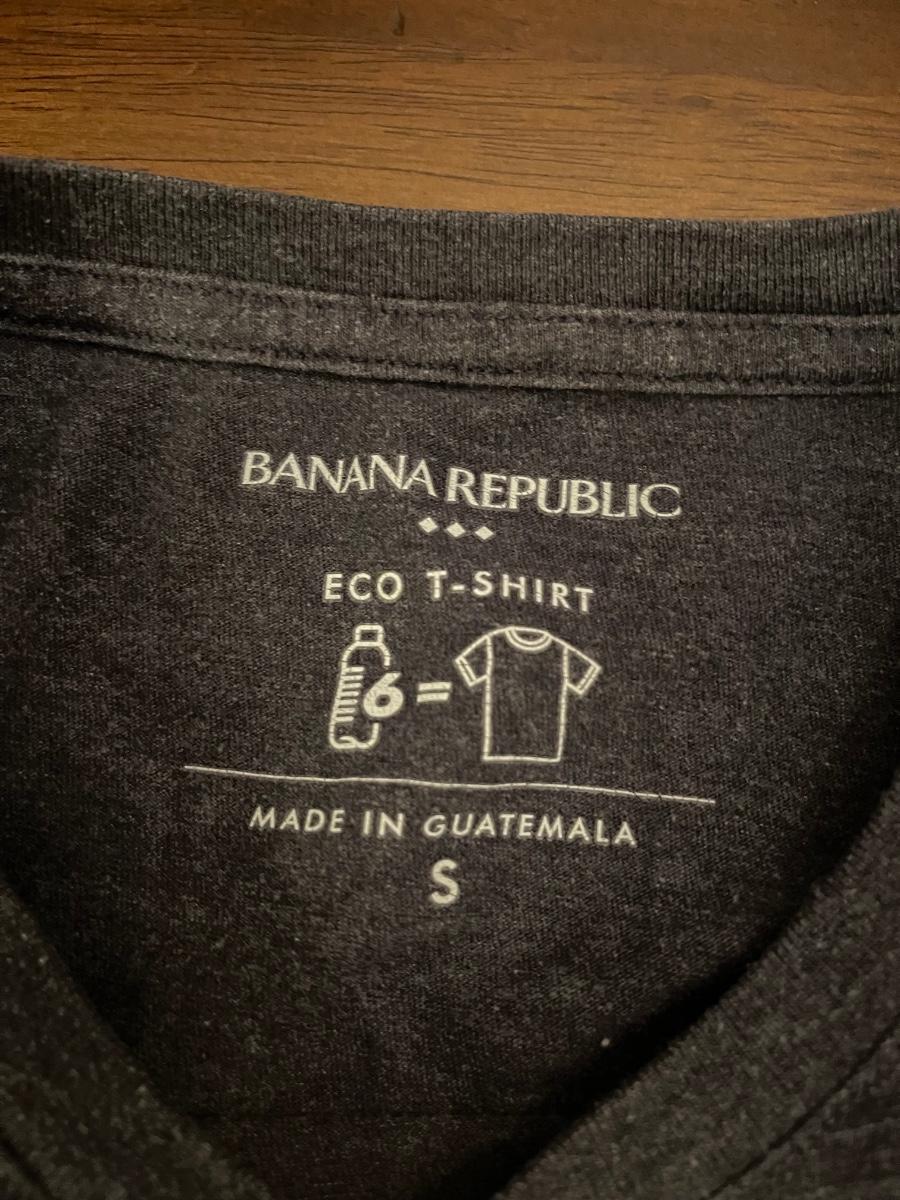 BANANA REPUBLIC
ECO T-SHIRT
6 =
MADE IN GUATEMALA
S